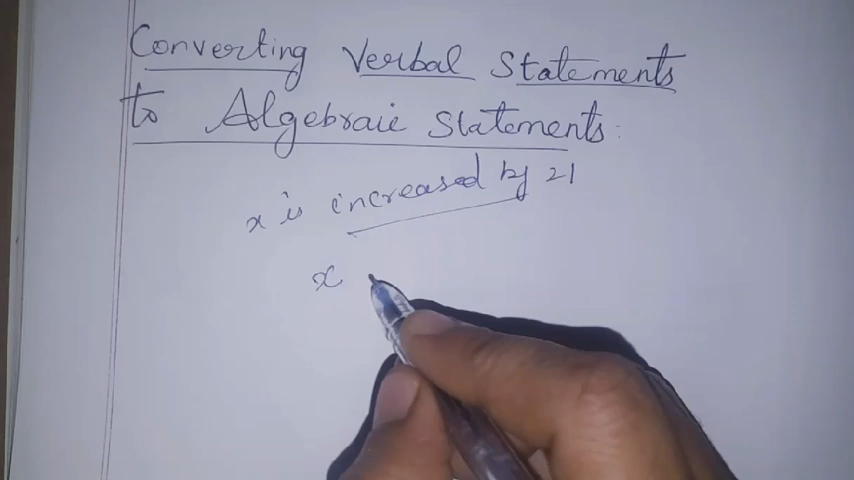 Converting Verbal Statements
to Algebraic Statements:
x is increased by 21
x